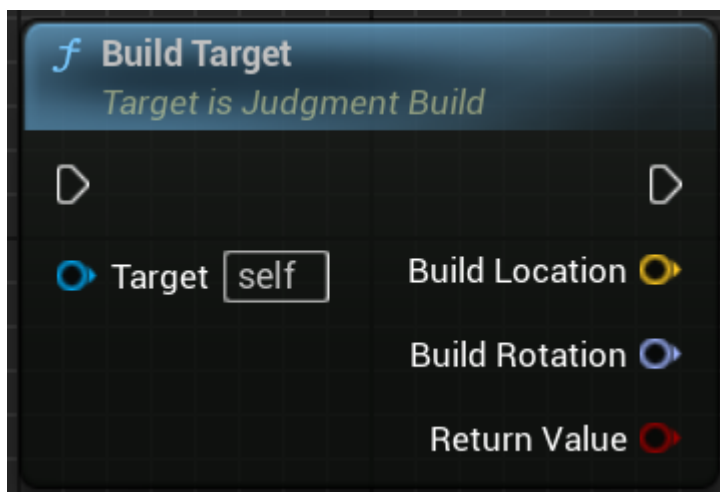 f Build Target
Target is Judgment Build
Target self
Build Location
Build Rotation
Return Value